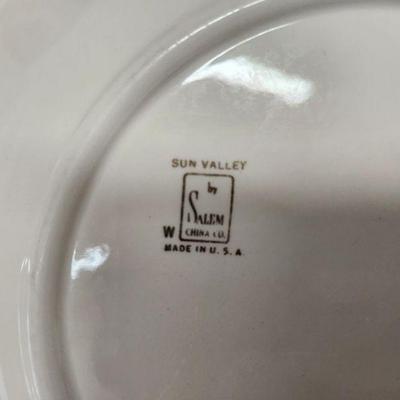 SUN VALLEY
by
SALEM
W CHINA CO.
MADE IN U. S. A.